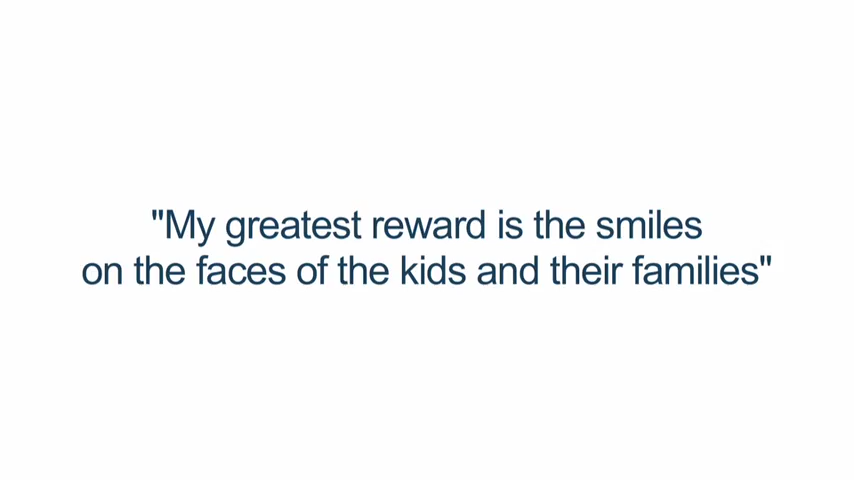 "My greatest reward is the smiles
on the faces of the kids and their families"